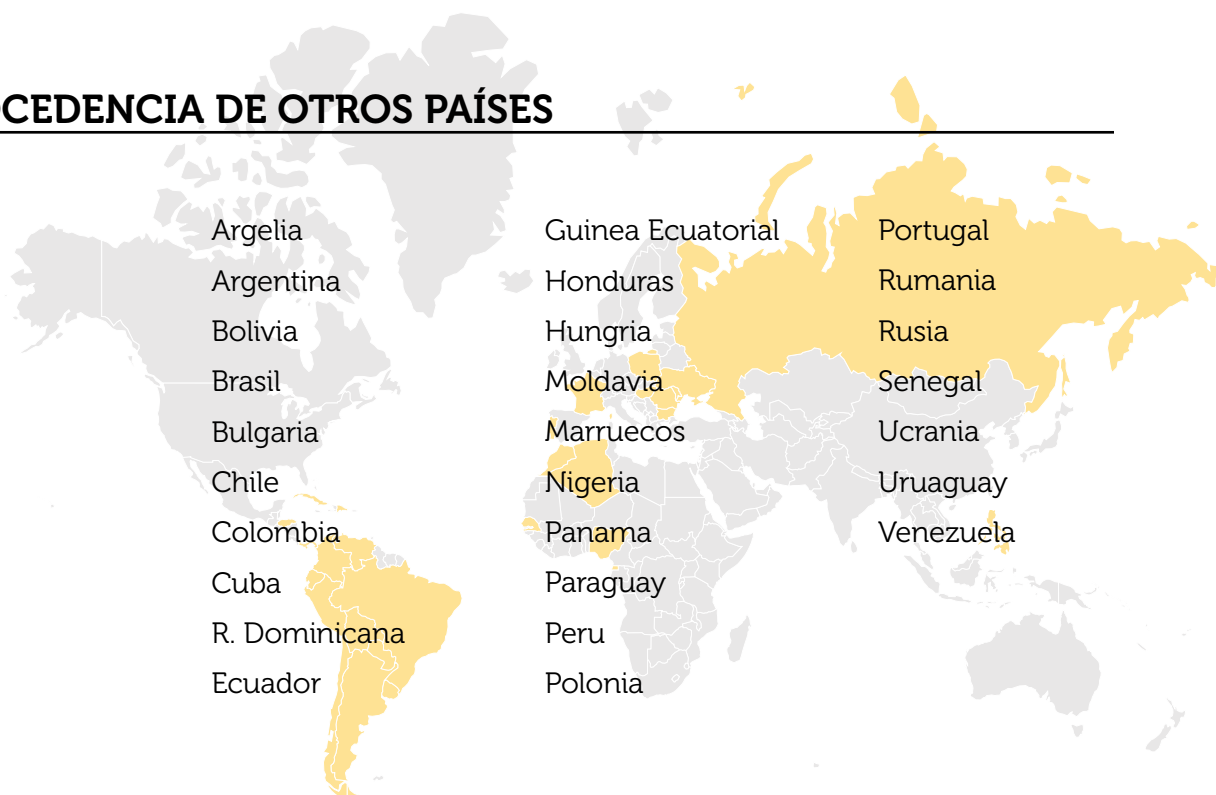 CEDENCIA DE OTROS PAÍSES
Argelia
Argentina
Bolivia
Brasil
Bulgaria
Chile
Colombia
Cuba
R. Dominicana
Ecuador
Guinea Ecuatorial
Honduras
Hungria
Moldavia
Marruecos
Nigeria
Panama
Paraguay
Peru
Polonia
Portugal
Rumania
Rusia
Senegal
Ucrania
Uruaguay
Venezuela